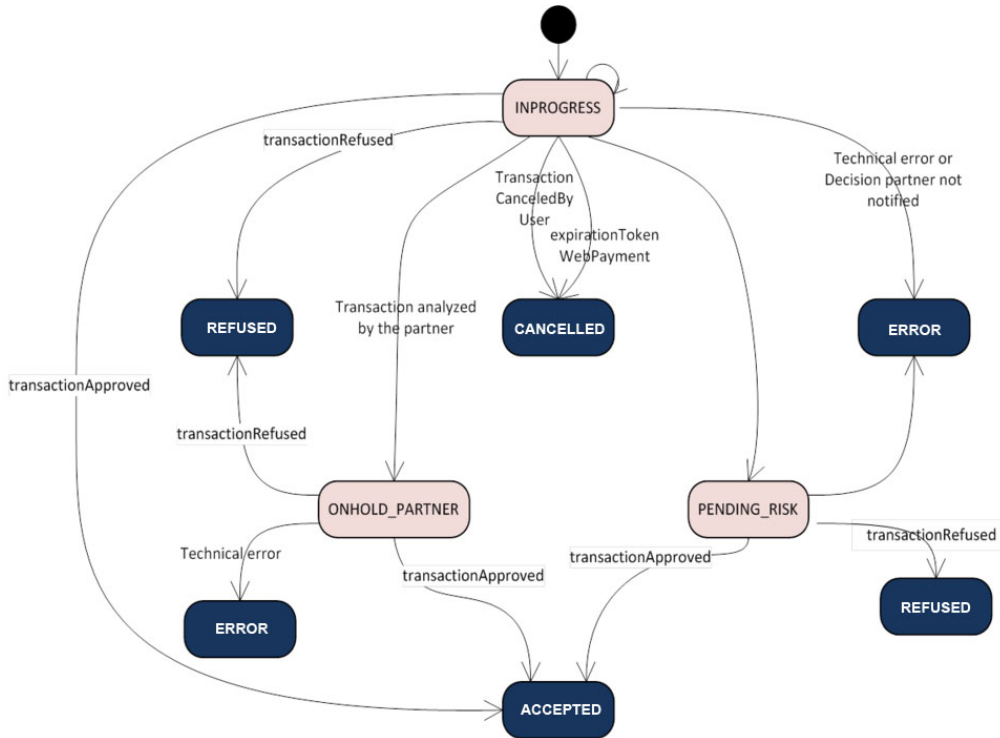 INPROGRESS
transactionRefused
Technical error or
Decision partner not
notified
Transaction
CanceledBy
User
expirationToken
WebPayment
Transaction analyzed
by the partner
REFUSED
CANCELLED
ERROR
transactionApproved
transactionRefused
ONHOLD_PARTNER
PENDING_RISK
transactionRefused
Technical error
transactionApproved
transactionApproved
REFUSED
ERROR
ACCEPTED